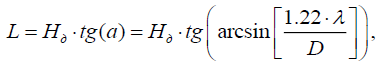 L = H_д · tg(a) = H_д · tg(arcsin[1.22 · λ / D]),